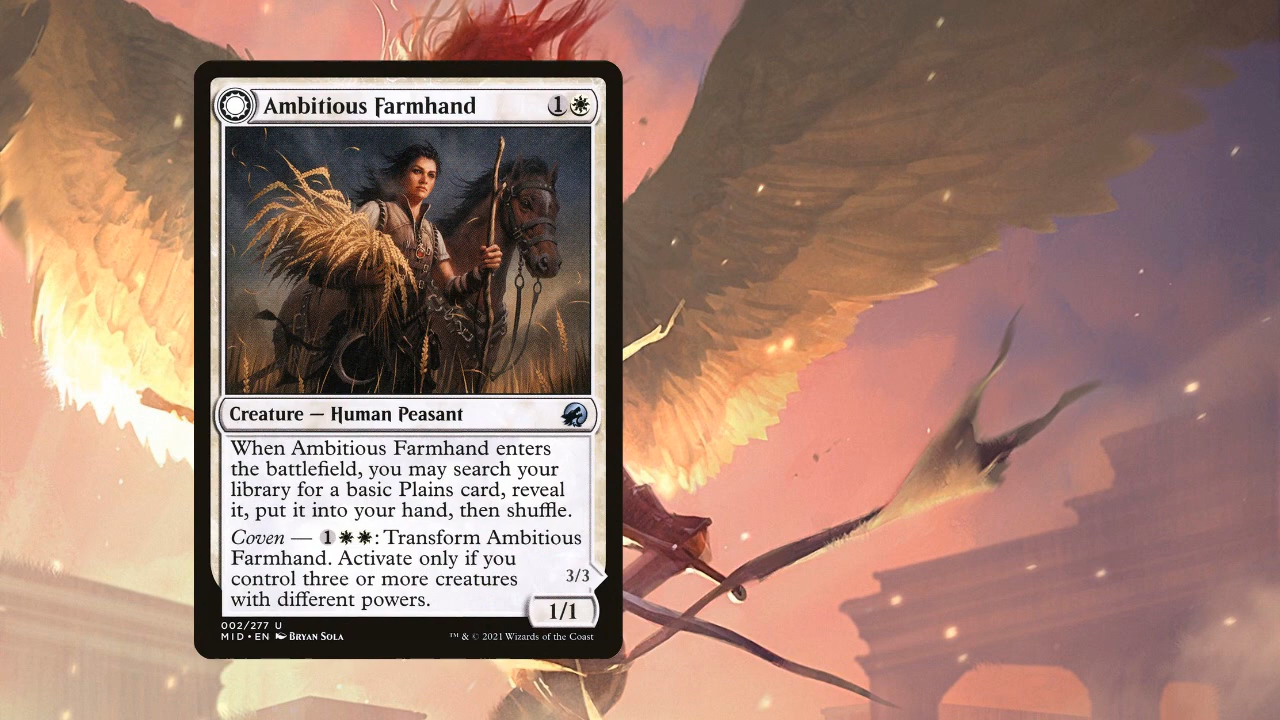 Ambitious Farmhand 1
Creature — Human Peasant
When Ambitious Farmhand enters
the battlefield, you may search your
library for a basic Plains card, reveal
it, put it into your hand, then shuffle.
Coven — 1: Transform Ambitious
Farmhand. Activate only if you
control three or more creatures
with different powers.
3/3
1/1
002/277 U
MID • EN Bryan Sola
™ & © 2021 Wizards of the Coast